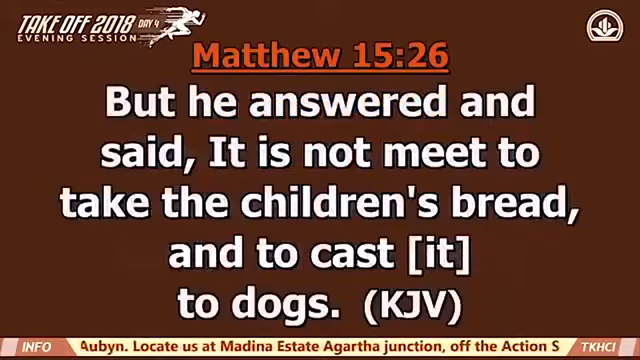 TAKE OFF 2018 DAY 4
EVENING SESSION
Matthew 15:26
But he answered and
said, It is not meet to
take the children's bread,
and to cast [it]
to dogs. (KJV)
INFO Aubyn. Locate us at Madina Estate Agartha junction, off the Action S TKHCI